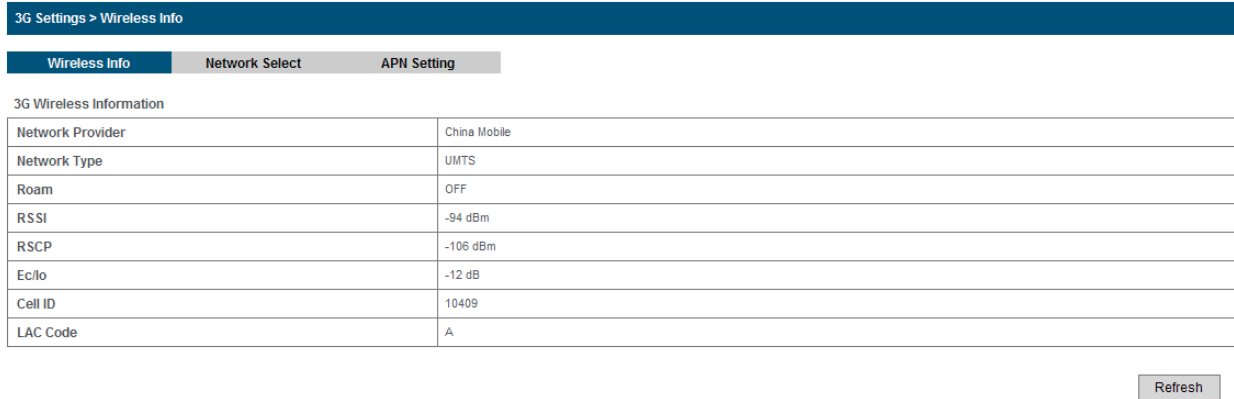 3G Settings > Wireless Info
Wireless Info Network Select APN Setting
3G Wireless Information
Network Provider China Mobile
Network Type UMTS
Roam OFF
RSSI -94 dBm
RSCP -106 dBm
Ec/Io -12 dB
Cell ID 10409
LAC Code A
Refresh